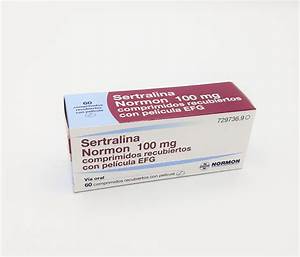 60 comprimidos
recubiertos con película
Sertralina
Normon 100 mg
comprimidos recubiertos
con película EFG
729736.9
Sertralina
Normon 100 mg
comprimidos recubiertos
con película EFG
Vía oral
60 comprimidos recubiertos con película
NORMON